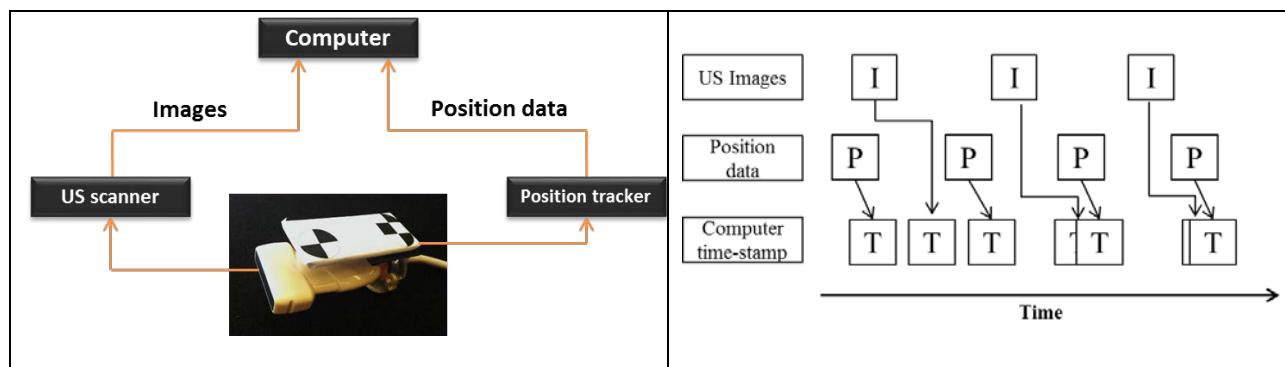 Computer
Images
Position data
US scanner
Position tracker
US Images
I
I
I
Position
data
P
P
P
P
Computer
time-stamp
T
T
T
T
T
Time